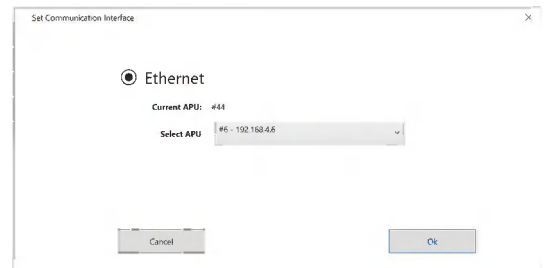 Set Communication Interface
Ethernet
Current APU: #44
Select APU #6 - 192.168.4.6
Cancel Ok